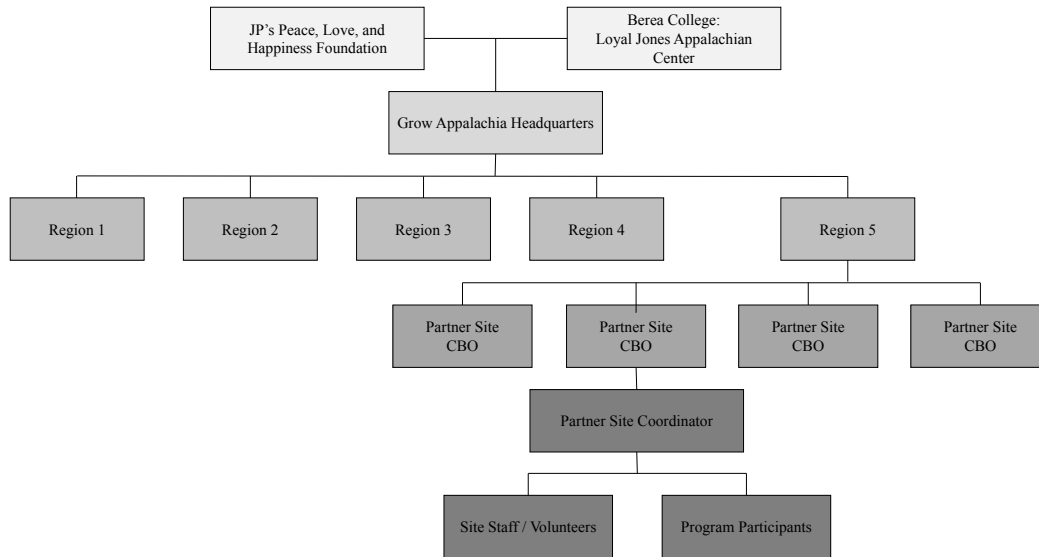 JP’s Peace, Love, and
Happiness Foundation
Berea College:
Loyal Jones Appalachian
Center
Grow Appalachia Headquarters
Region 1
Region 2
Region 3
Region 4
Region 5
Partner Site
CBO
Partner Site
CBO
Partner Site
CBO
Partner Site
CBO
Partner Site Coordinator
Site Staff / Volunteers
Program Participants